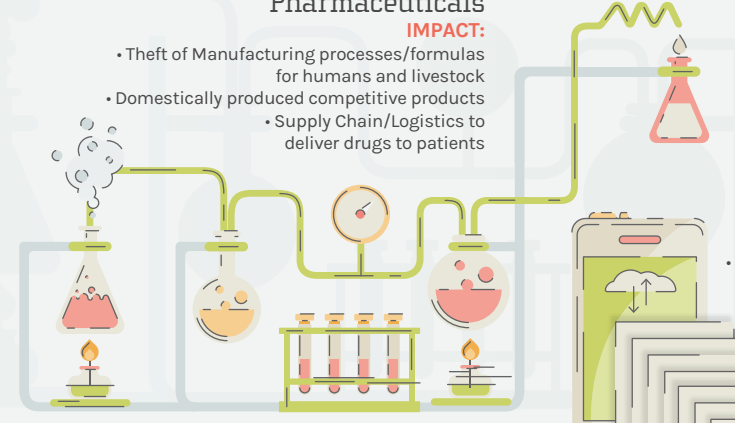 Pharmaceuticals
IMPACT:
• Theft of Manufacturing processes/formulas
for humans and livestock
• Domestically produced competitive products
• Supply Chain/Logistics to
deliver drugs to patients
•